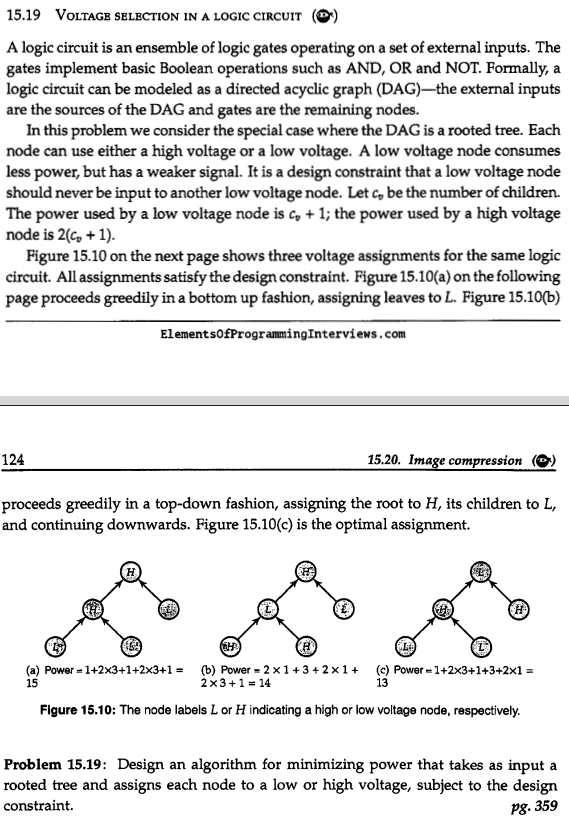 15.19 VOLTAGE SELECTION IN A LOGIC CIRCUIT ( )
A logic circuit is an ensemble of logic gates operating on a set of external inputs. The
gates implement basic Boolean operations such as AND, OR and NOT. Formally, a
logic circuit can be modeled as a directed acyclic graph (DAG)—the external inputs
are the sources of the DAG and gates are the remaining nodes.
In this problem we consider the special case where the DAG is a rooted tree. Each
node can use either a high voltage or a low voltage. A low voltage node consumes
less power, but has a weaker signal. It is a design constraint that a low voltage node
should never be input to another low voltage node. Let cᵥ be the number of children.
The power used by a low voltage node is cᵥ + 1; the power used by a high voltage
node is 2(cᵥ + 1).
Figure 15.10 on the next page shows three voltage assignments for the same logic
circuit. All assignments satisfy the design constraint. Figure 15.10(a) on the following
page proceeds greedily in a bottom up fashion, assigning leaves to L. Figure 15.10(b)
ElementsOfProgrammingInterviews.com
124 15.20. Image compression ( )
proceeds greedily in a top-down fashion, assigning the root to H, its children to L,
and continuing downwards. Figure 15.10(c) is the optimal assignment.
H H L
H L L L H H
L L H H L L
(a) Power = 1+2×3+1+2×3+1 = (b) Power = 2 × 1 + 3 + 2 × 1 + (c) Power = 1+2×3+1+3+2×1 =
15 2 × 3 + 1 = 14 13
Figure 15.10: The node labels L or H indicating a high or low voltage node, respectively.
Problem 15.19: Design an algorithm for minimizing power that takes as input a
rooted tree and assigns each node to a low or high voltage, subject to the design
constraint. pg. 359